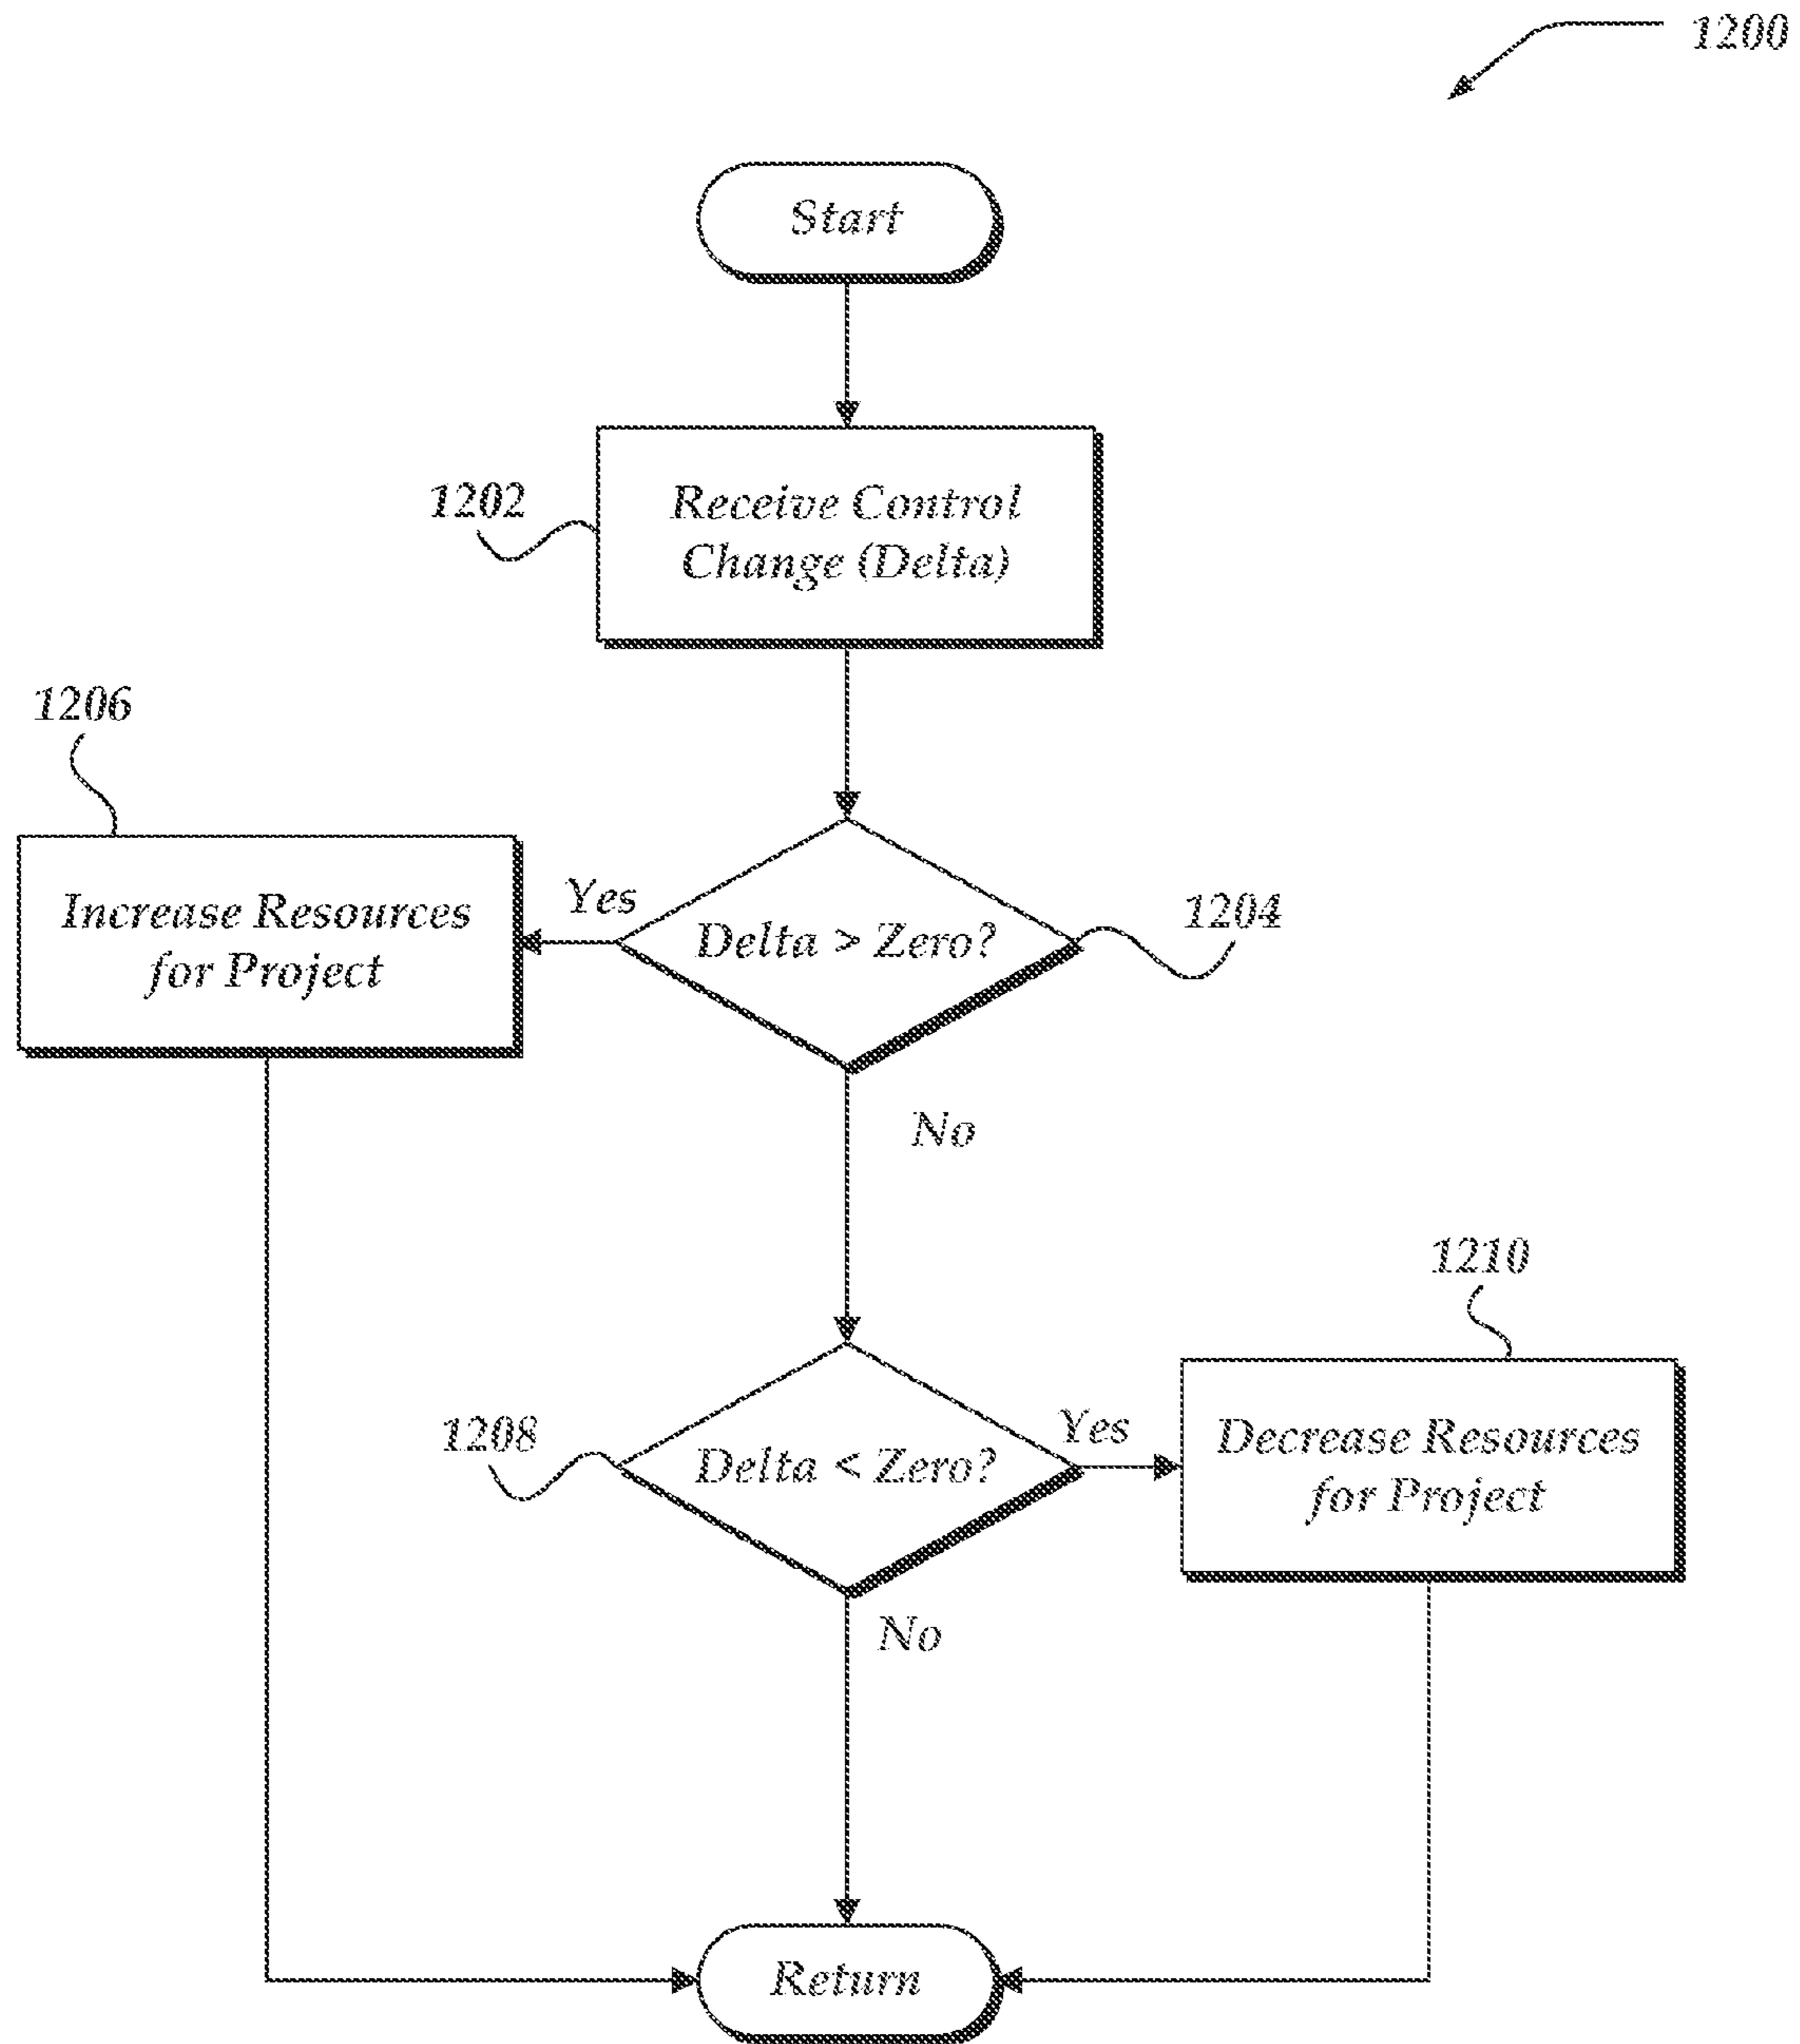 1200
Start
1202
Receive Control
Change (Delta)
1206
Increase Resources
for Project
Yes
Delta > Zero?
1204
No
1210
1208
Delta < Zero?
Yes
Decrease Resources
for Project
No
Return